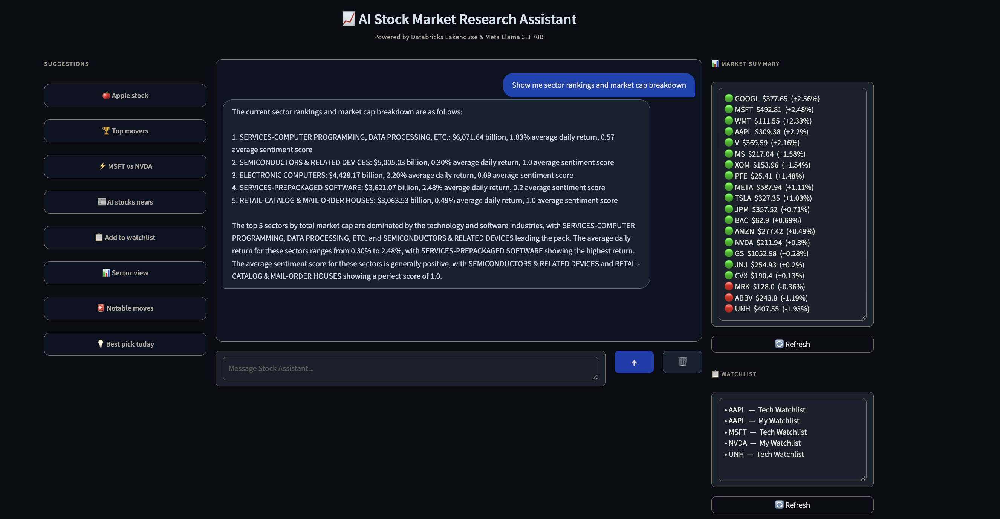 📈 AI Stock Market Research Assistant
Powered by Databricks Lakehouse & Meta Llama 3.3 70B
SUGGESTIONS
🍎 Apple stock
🏆 Top movers
⚡ MSFT vs NVDA
📰 AI stocks news
📋 Add to watchlist
📊 Sector view
🚨 Notable moves
💡 Best pick today
Show me sector rankings and market cap breakdown
The current sector rankings and market cap breakdown are as follows:
1. SERVICES-COMPUTER PROGRAMMING, DATA PROCESSING, ETC.: $6,071.64 billion, 1.83% average daily return, 0.57
average sentiment score
2. SEMICONDUCTORS & RELATED DEVICES: $5,005.03 billion, 0.30% average daily return, 1.0 average sentiment score
3. ELECTRONIC COMPUTERS: $4,428.17 billion, 2.20% average daily return, 0.09 average sentiment score
4. SERVICES-PREPACKAGED SOFTWARE: $3,621.07 billion, 2.48% average daily return, 0.2 average sentiment score
5. RETAIL-CATALOG & MAIL-ORDER HOUSES: $3,063.53 billion, 0.49% average daily return, 1.0 average sentiment score
The top 5 sectors by total market cap are dominated by the technology and software industries, with SERVICES-COMPUTER
PROGRAMMING, DATA PROCESSING, ETC. and SEMICONDUCTORS & RELATED DEVICES leading the pack. The average daily
return for these sectors ranges from 0.30% to 2.48%, with SERVICES-PREPACKAGED SOFTWARE showing the highest return.
The average sentiment score for these sectors is generally positive, with SEMICONDUCTORS & RELATED DEVICES and RETAIL-
CATALOG & MAIL-ORDER HOUSES showing a perfect score of 1.0.
Message Stock Assistant...
📊 MARKET SUMMARY
🟢 GOOGL $377.65 (+2.56%)
🟢 MSFT $492.81 (+2.48%)
🟢 WMT $111.55 (+2.33%)
🟢 AAPL $309.38 (+2.2%)
🟢 V $369.59 (+2.16%)
🟢 MS $217.04 (+1.58%)
🟢 XOM $153.96 (+1.54%)
🟢 PFE $25.41 (+1.48%)
🟢 META $587.94 (+1.11%)
🟢 TSLA $327.35 (+1.03%)
🟢 JPM $357.52 (+0.71%)
🟢 BAC $62.9 (+0.69%)
🟢 AMZN $277.42 (+0.49%)
🟢 NVDA $211.94 (+0.3%)
🟢 GS $1052.98 (+0.28%)
🟢 JNJ $254.93 (+0.2%)
🟢 CVX $190.4 (+0.13%)
🔴 MRK $128.0 (-0.36%)
🔴 ABBV $243.8 (-1.19%)
🔴 UNH $407.55 (-1.93%)
🔄 Refresh
📋 WATCHLIST
• AAPL — Tech Watchlist
• AAPL — My Watchlist
• MSFT — Tech Watchlist
• NVDA — My Watchlist
• UNH — Tech Watchlist
🔄 Refresh